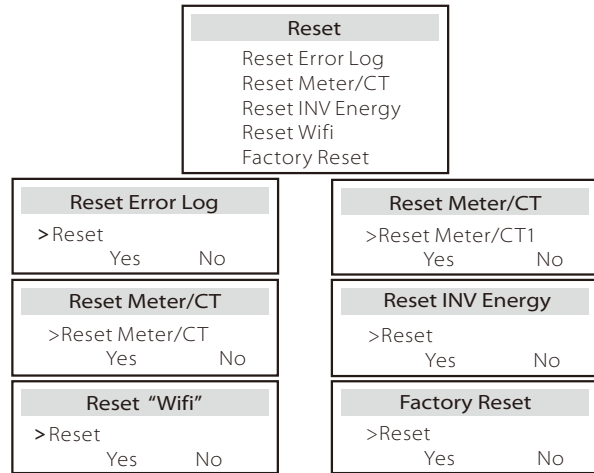 Reset
Reset Error Log
Reset Meter/CT
Reset INV Energy
Reset Wifi
Factory Reset
Reset Error Log
>Reset
Yes No
Reset Meter/CT
>Reset Meter/CT1
Yes No
Reset Meter/CT
>Reset Meter/CT
Yes No
Reset INV Energy
>Reset
Yes No
Reset “Wifi”
>Reset
Yes No
Factory Reset
>Reset
Yes No